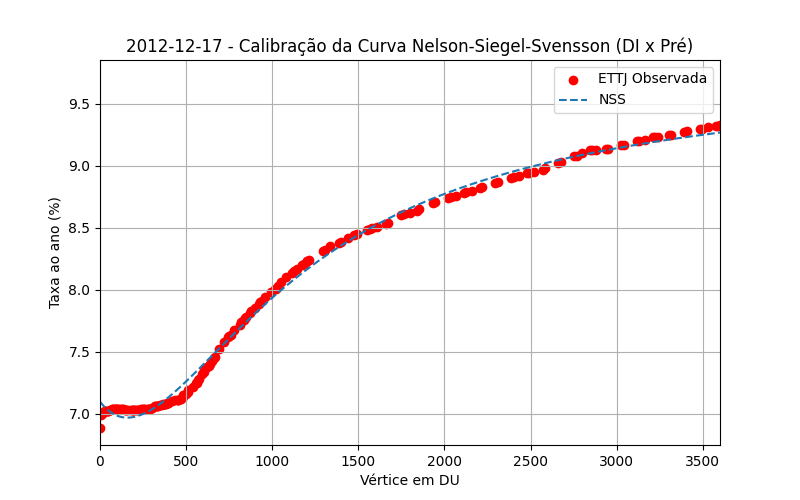 2012-12-17 - Calibração da Curva Nelson-Siegel-Svensson (DI x Pré)
ETTJ Observada
NSS
Taxa ao ano (%)
9.5
9.0
8.5
8.0
7.5
7.0
0 500 1000 1500 2000 2500 3000 3500
Vértice em DU